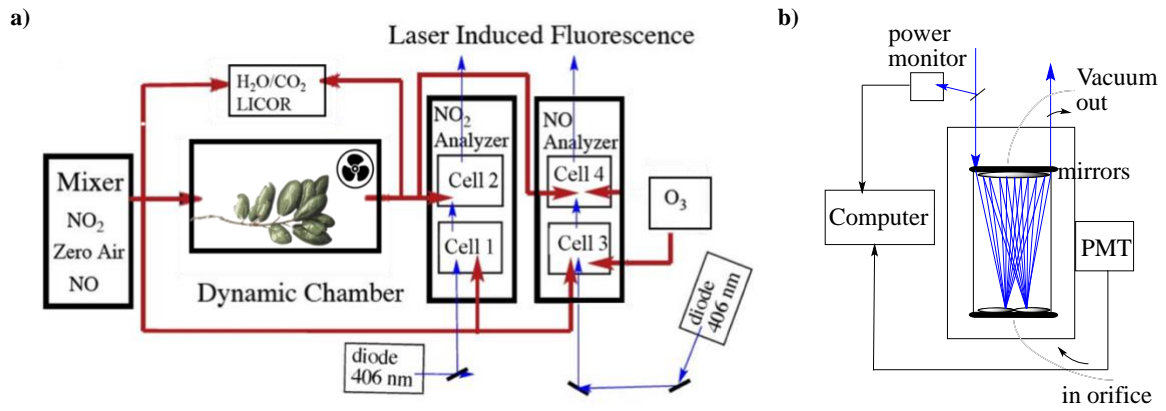 a)
Laser Induced Fluorescence
H₂O/CO₂
LICOR
Mixer
NO₂
Zero Air
NO
Dynamic Chamber
NO₂
Analyzer
Cell 2
Cell 1
NO
Analyzer
Cell 4
Cell 3
O₃
diode
406 nm
diode
406 nm
b)
power
monitor
Vacuum
out
mirrors
Computer
PMT
in orifice